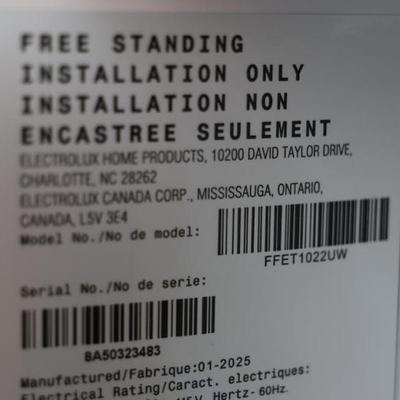 FREE STANDING
INSTALLATION ONLY
INSTALLATION NON
ENCASTREE SEULEMENT
ELECTROLUX HOME PRODUCTS, 10200 DAVID TAYLOR DRIVE,
CHARLOTTE, NC 28262
ELECTROLUX CANADA CORP., MISSISSAUGA, ONTARIO,
CANADA, L5V 3E4
Model No./No de model:
FFET1022UW
Serial No./No de serie:
8A50323483
Manufactured/Fabrique:01-2025
Electrical Rating/Caract. electriques:
Hertz- 60Hz.